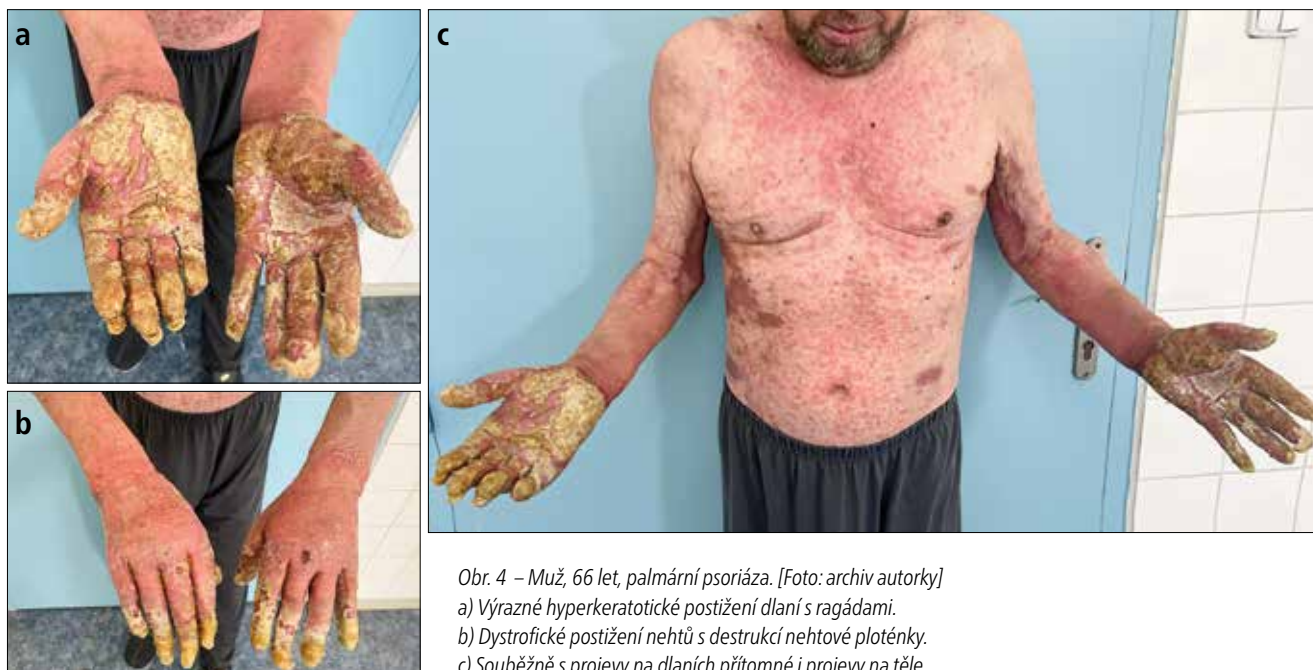 a
c
b
Obr. 4 – Muž, 66 let, palmární psoriáza. [Foto: archiv autorky]
a) Výrazné hyperkeratotické postižení dlaní s ragádami.
b) Dystrofické postižení nehtů s destrukcí nehtové ploténky.
c) Souběžně s projevy na dlaních přítomné i projevy na těle.